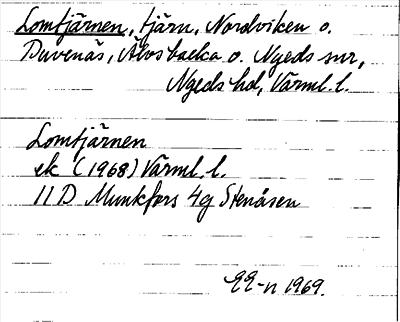 Lomtjärnen, tjärn, Nordviken o.
Duvenäs, Älvsbacka o. Nyeds snr,
Nyeds hd, Värml. l.
Lomtjärnen
ek (1968) Värml. l.
11 D Munkfors 4g Stenåsen
EE-n 1969.